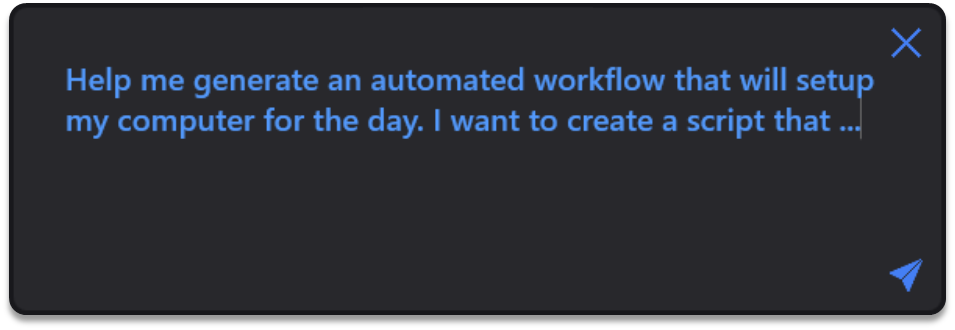 Help me generate an automated workflow that will setup
my computer for the day. I want to create a script that ...